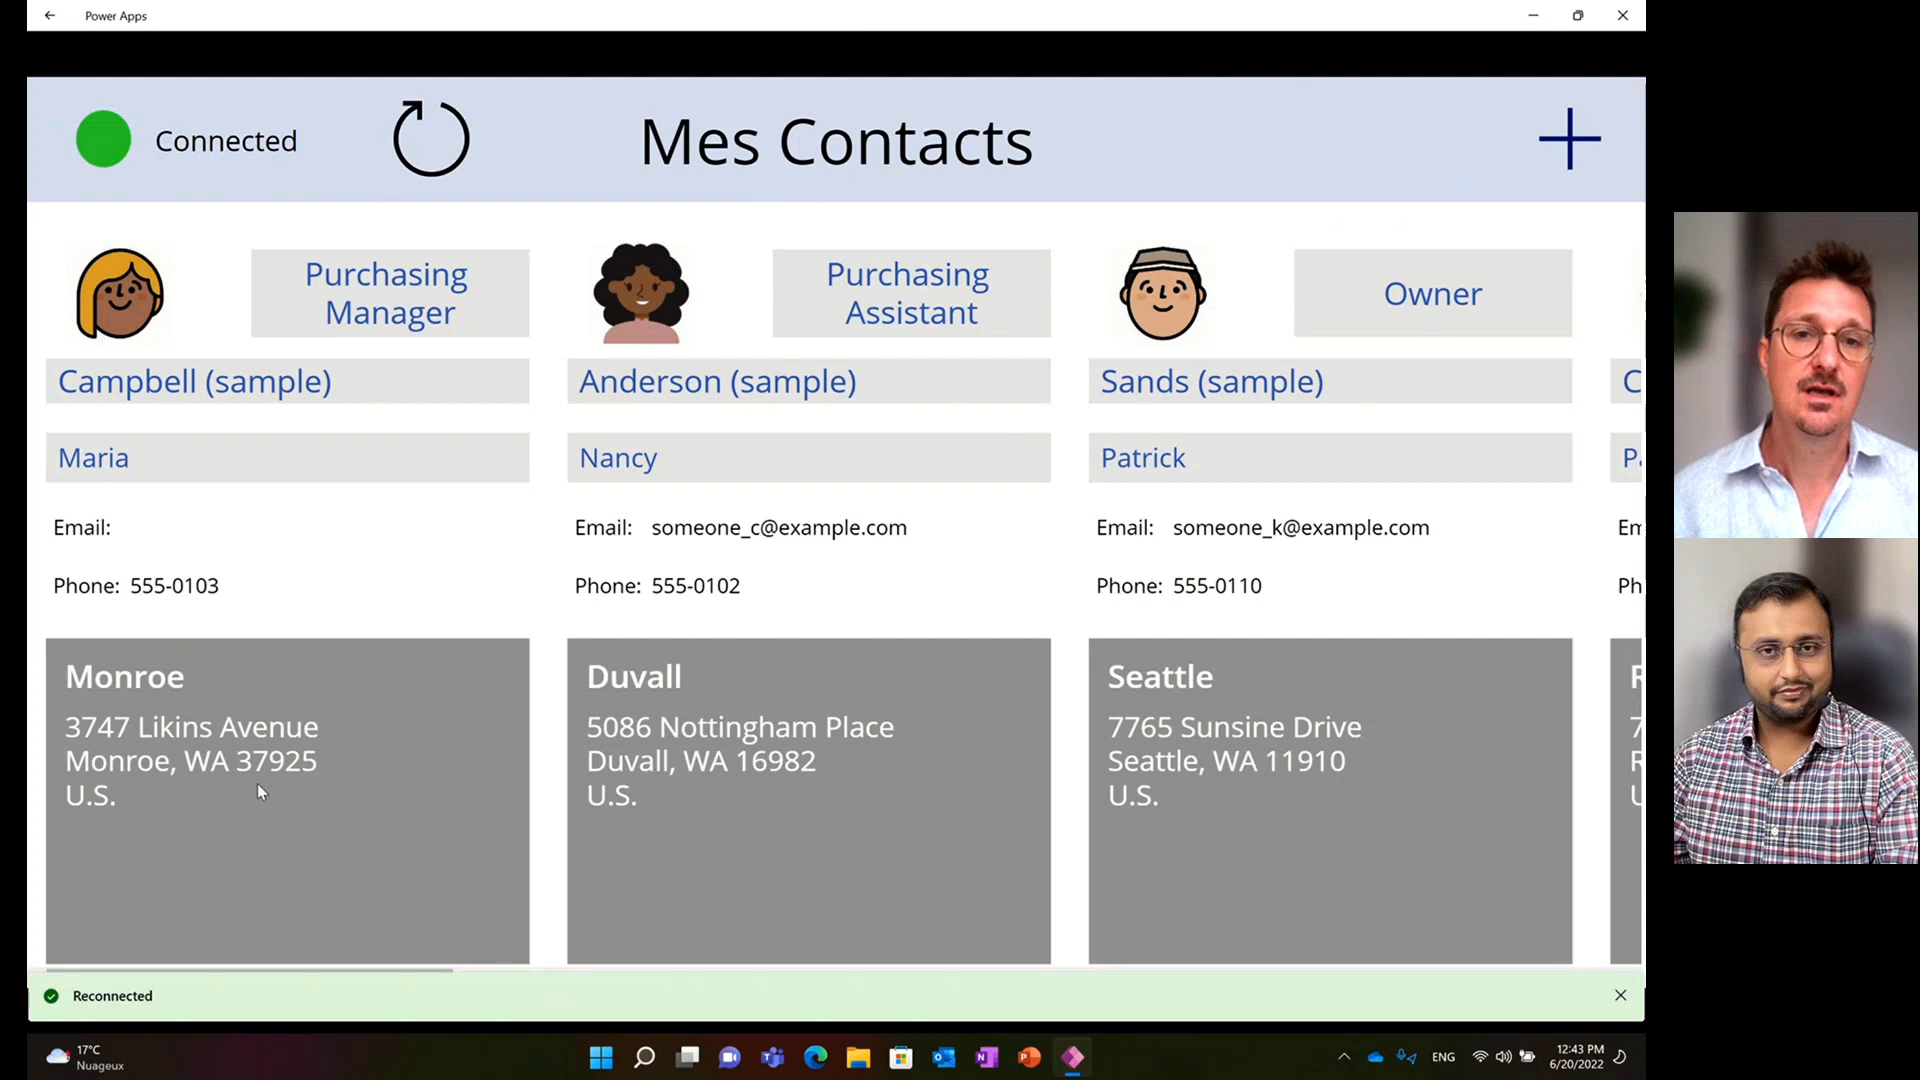 Power Apps
Connected
Mes Contacts
Purchasing
Manager
Campbell (sample)
Maria
Email:
Phone: 555-0103
Monroe
3747 Likins Avenue
Monroe, WA 37925
U.S.
Purchasing
Assistant
Anderson (sample)
Nancy
Email: someone_c@example.com
Phone: 555-0102
Duvall
5086 Nottingham Place
Duvall, WA 16982
U.S.
Owner
Sands (sample)
Patrick
Email: someone_k@example.com
Phone: 555-0110
Seattle
7765 Sunsine Drive
Seattle, WA 11910
U.S.
Reconnected
17°C
Nuageux
ENG
12:43 PM
6/20/2022